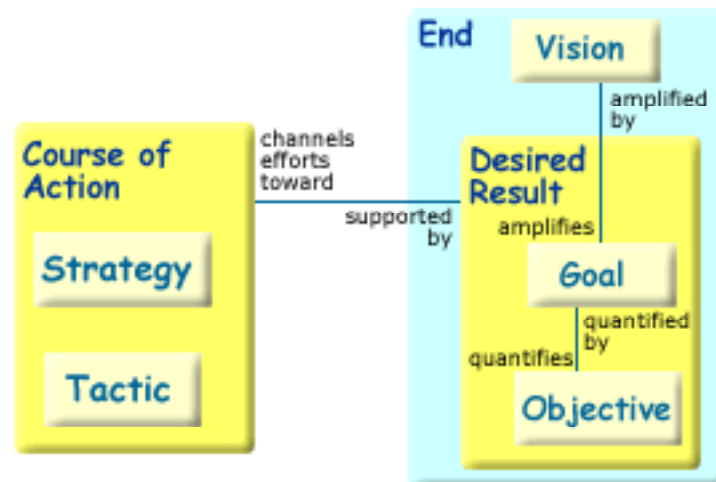 End
Vision
amplified
by
Course of
Action
channels
efforts
toward
supported
by
Desired
Result
amplifies
Strategy
Goal
quantified
by
quantifies
Tactic
Objective